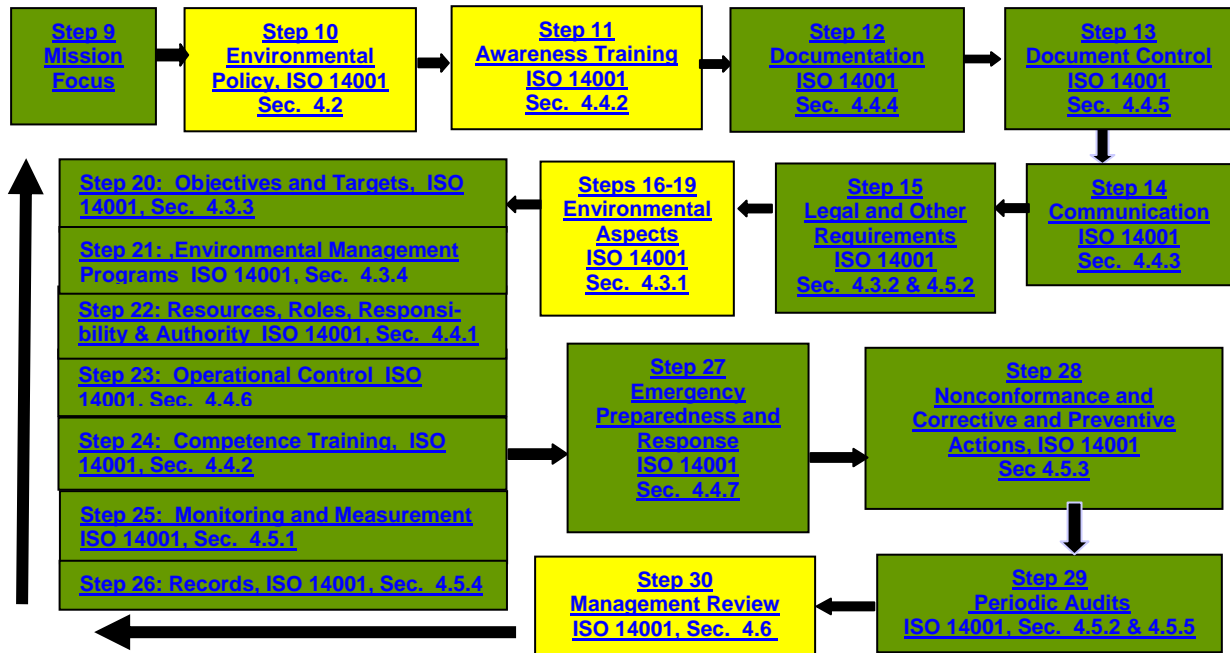 Step 9
Mission
Focus
Step 10
Environmental
Policy, ISO 14001
Sec. 4.2
Step 11
Awareness Training
ISO 14001
Sec. 4.4.2
Step 12
Documentation
ISO 14001
Sec. 4.4.4
Step 13
Document Control
ISO 14001
Sec. 4.4.5
Step 14
Communication
ISO 14001
Sec. 4.4.3
Step 15
Legal and Other
Requirements
ISO 14001
Sec. 4.3.2 & 4.5.2
Steps 16-19
Environmental
Aspects
ISO 14001
Sec. 4.3.1
Step 20: Objectives and Targets, ISO
14001, Sec. 4.3.3
Step 21: ,Environmental Management
Programs ISO 14001, Sec. 4.3.4
Step 22: Resources, Roles, Responsi-
bility & Authority ISO 14001, Sec. 4.4.1
Step 23: Operational Control ISO
14001, Sec. 4.4.6
Step 24: Competence Training, ISO
14001, Sec. 4.4.2
Step 25: Monitoring and Measurement
ISO 14001, Sec. 4.5.1
Step 26: Records, ISO 14001, Sec. 4.5.4
Step 27
Emergency
Preparedness and
Response
ISO 14001
Sec. 4.4.7
Step 28
Nonconformance and
Corrective and Preventive
Actions, ISO 14001
Sec 4.5.3
Step 29
Periodic Audits
ISO 14001, Sec. 4.5.2 & 4.5.5
Step 30
Management Review
ISO 14001, Sec. 4.6